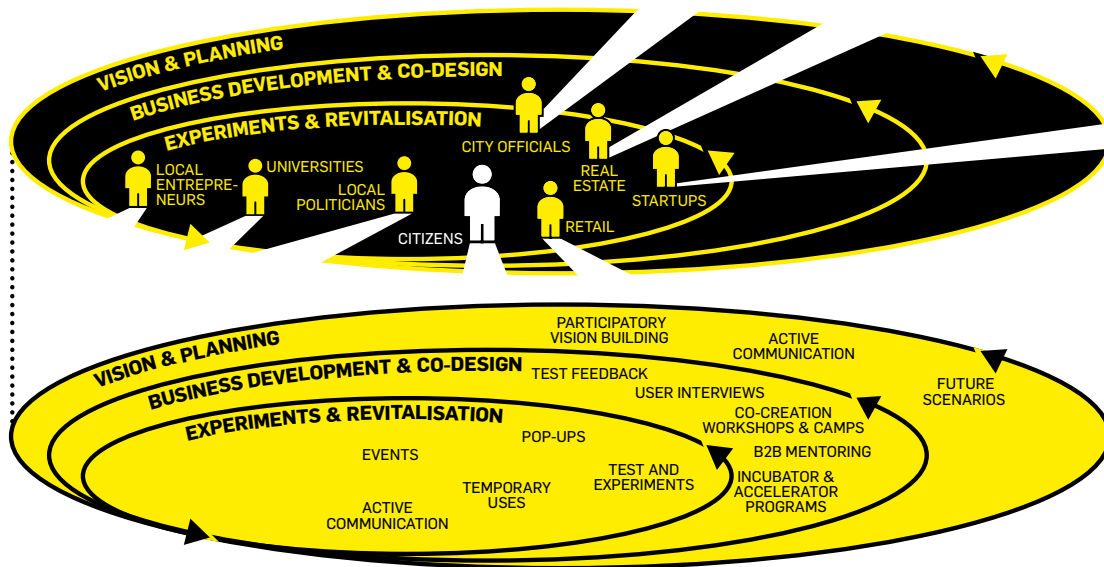 VISION & PLANNING
BUSINESS DEVELOPMENT & CO-DESIGN
EXPERIMENTS & REVITALISATION
CITY OFFICIALS
REAL
ESTATE
STARTUPS
LOCAL
ENTREPRE-
NEURS
UNIVERSITIES
LOCAL
POLITICIANS
CITIZENS
RETAIL
VISION & PLANNING
BUSINESS DEVELOPMENT & CO-DESIGN
EXPERIMENTS & REVITALISATION
PARTICIPATORY
VISION BUILDING
ACTIVE
COMMUNICATION
FUTURE
SCENARIOS
TEST FEEDBACK
USER INTERVIEWS
CO-CREATION
WORKSHOPS & CAMPS
B2B MENTORING
INCUBATOR &
ACCELERATOR
PROGRAMS
POP-UPS
EVENTS
TEST AND
EXPERIMENTS
TEMPORARY
USES
ACTIVE
COMMUNICATION